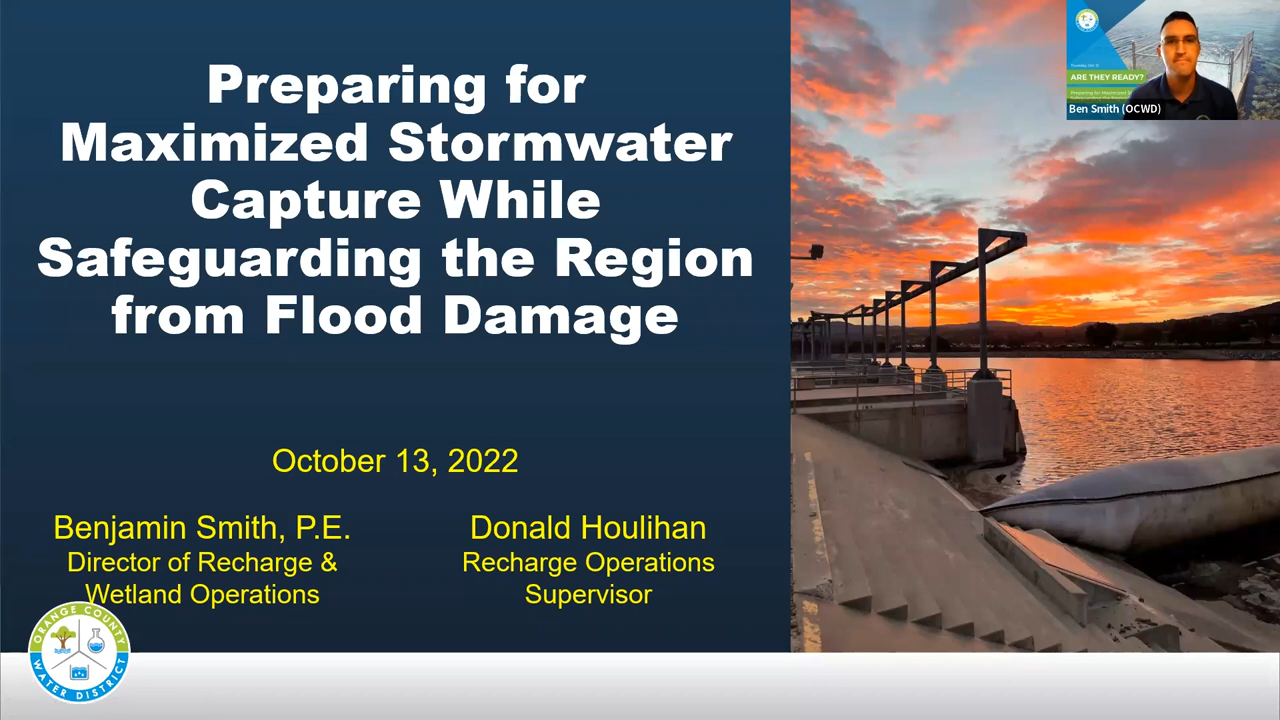 Preparing for
Maximized Stormwater
Capture While
Safeguarding the Region
from Flood Damage
October 13, 2022
Benjamin Smith, P.E.
Director of Recharge &
Wetland Operations
Donald Houlihan
Recharge Operations
Supervisor
ORANGE COUNTY
WATER DISTRICT
ARE THEY READY?
Ben Smith (OCWD)